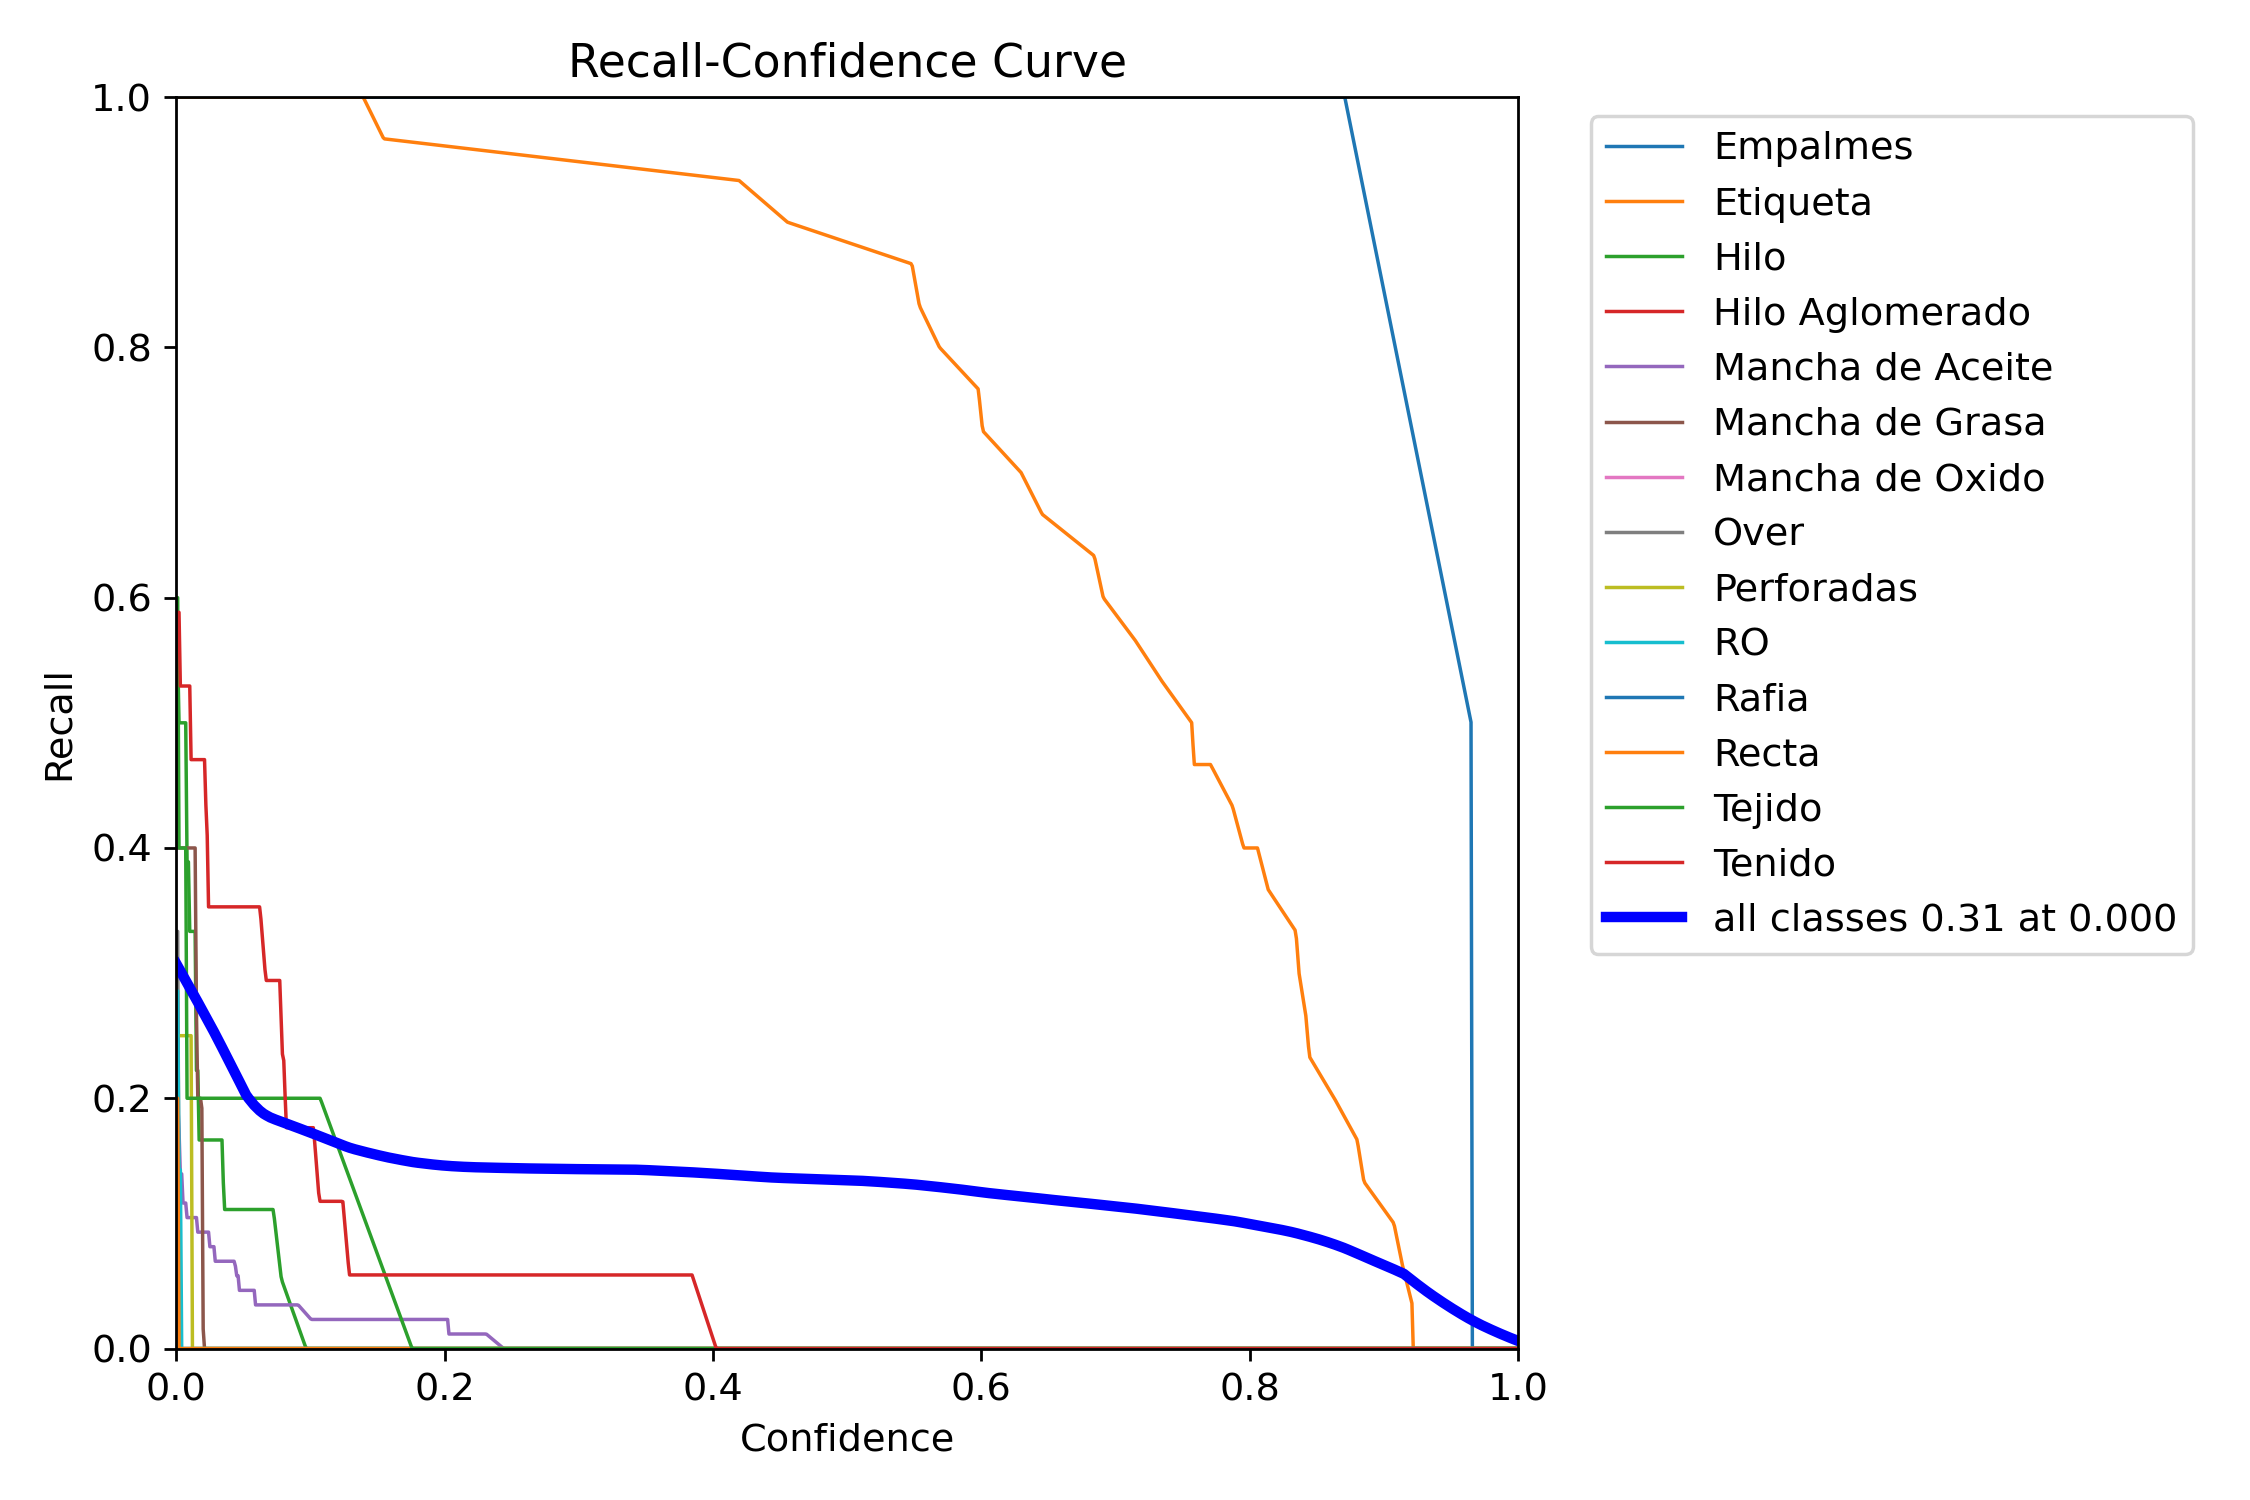 Recall-Confidence Curve
1.0
0.8
0.6
0.4
0.2
0.0
Recall
0.0 0.2 0.4 0.6 0.8 1.0
Confidence
Empalmes
Etiqueta
Hilo
Hilo Aglomerado
Mancha de Aceite
Mancha de Grasa
Mancha de Oxido
Over
Perforadas
RO
Rafia
Recta
Tejido
Tenido
all classes 0.31 at 0.000